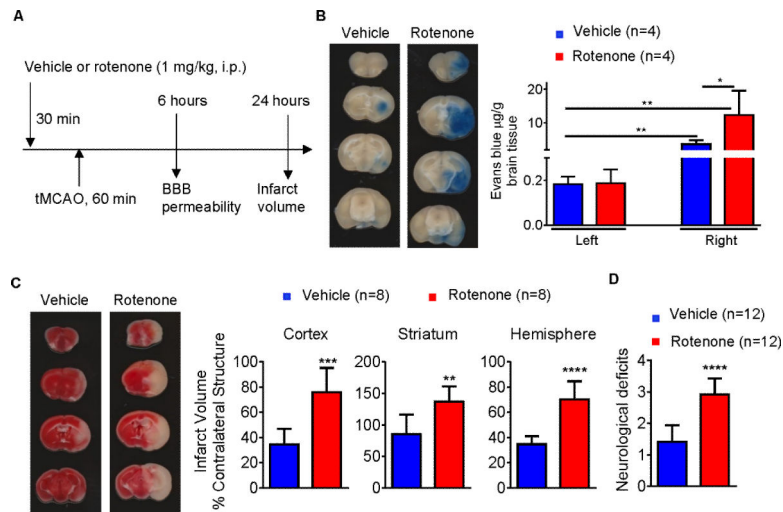 A
Vehicle or rotenone (1 mg/kg, i.p.)
30 min
6 hours
24 hours
tMCAO, 60 min
BBB
permeability
Infarct
volume
B
Vehicle
Rotenone
Vehicle (n=4)
Rotenone (n=4)
Evans blue µg/g
brain tissue
20
10
0.2
0.0
**
**
*
Left
Right
C
Vehicle
Rotenone
Vehicle (n=8)
Rotenone (n=8)
Infarct Volume
% Contralateral Structure
Cortex
100
80
60
40
20
0
***
Striatum
200
150
100
50
0
**
Hemisphere
100
80
60
40
20
0
****
D
Vehicle (n=12)
Rotenone (n=12)
Neurological deficits
4
3
2
1
0
****